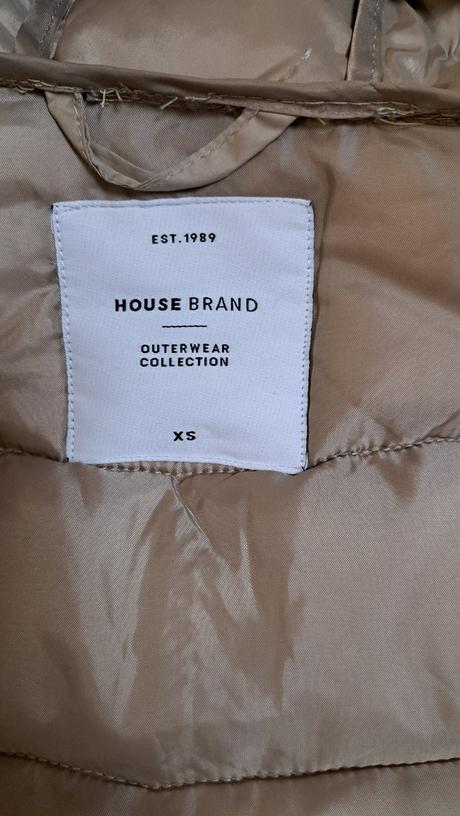 EST.1989
HOUSE BRAND
OUTERWEAR
COLLECTION
XS